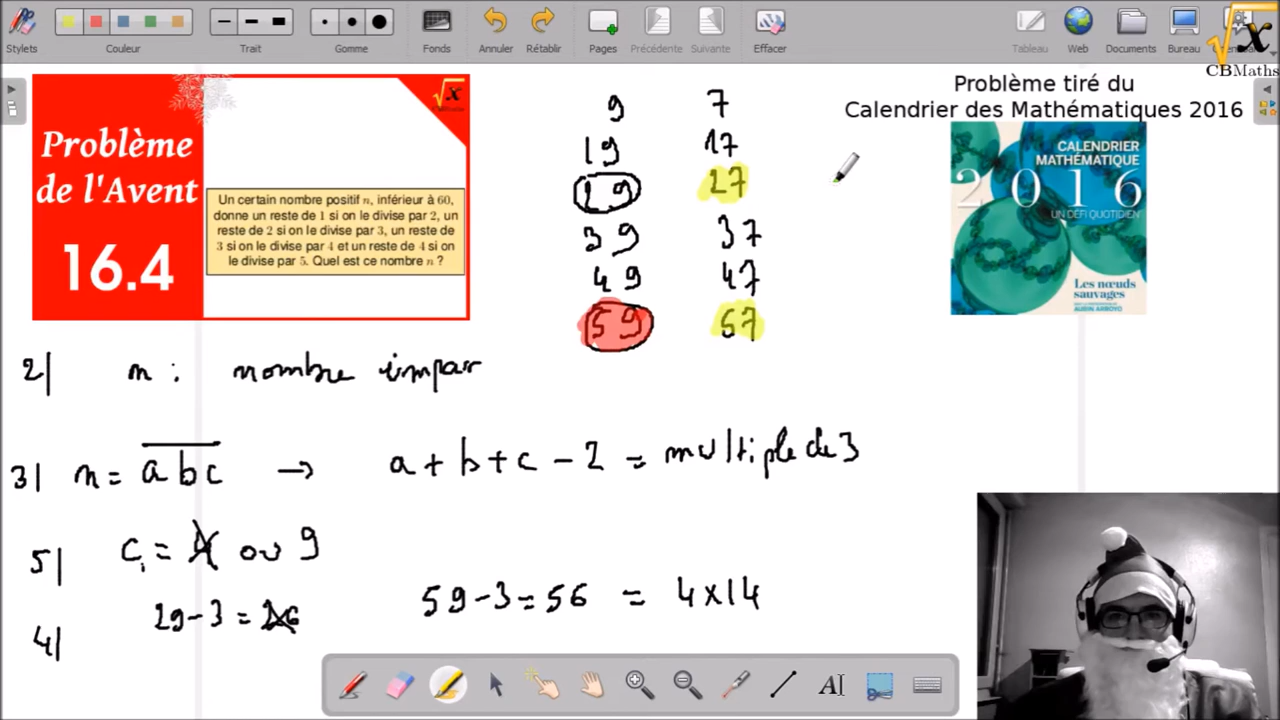 Stylets
Couleur
Trait
Gomme
Fonds
Annuler
Rétablir
Pages
Précédente
Suivante
Effacer
Tableau
Web
Documents
Bureau
√x
CBMaths
Problème
de l'Avent
16.4
√x
Un certain nombre positif n, inférieur à 60,
donne un reste de 1 si on le divise par 2, un
reste de 2 si on le divise par 3, un reste de
3 si on le divise par 4 et un reste de 4 si on
le divise par 5. Quel est ce nombre n ?
9 7
19 17
29 27
39 37
49 47
59 57
Problème tiré du
Calendrier des Mathématiques 2016
CALENDRIER
MATHÉMATIQUE
2016
UN DÉFI QUOTIDIEN
Les nœuds
sauvages
2| n : nombre impair
3| n = abc → a + b + c - 2 = multiple de 3
5| c = 4 ou 9
29 - 3 = 26 59 - 3 = 56 = 4 x 14
4|